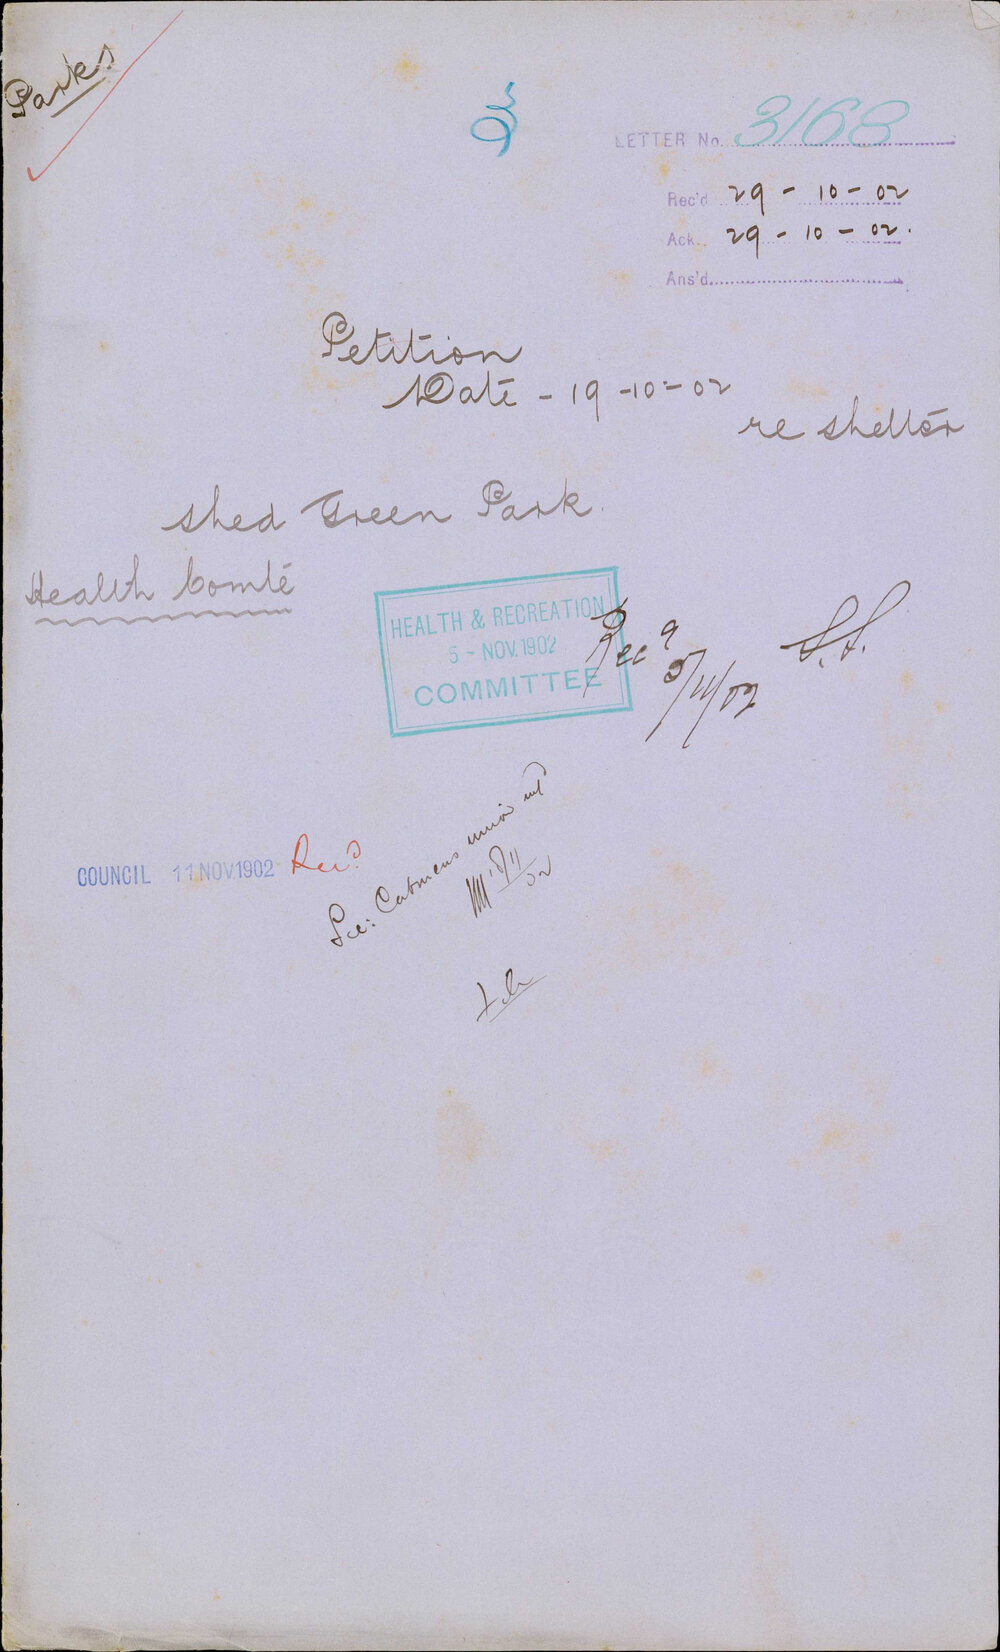 Parks
LETTER No. 3168
Rec'd 29-10-02
Ack. 29-10-02.
Ans'd
Petition
Date - 19-10-02
re shelter
shed Green Park.
Health Comte
HEALTH & RECREATION
5 - NOV. 1902
COMMITTEE
Recd
5/11/02
COUNCIL 11 NOV 1902 Recd
Sec: Cabmens union